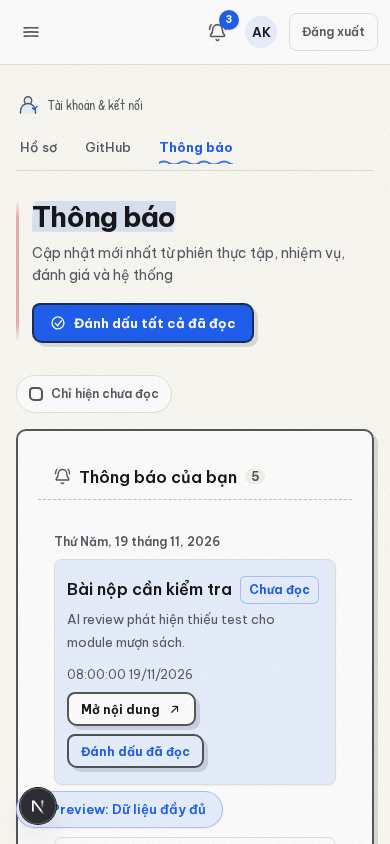 3
AK
Đăng xuất
Tài khoản & kết nối
Hồ sơ
GitHub
Thông báo
Thông báo
Cập nhật mới nhất từ phiên thực tập, nhiệm vụ,
đánh giá và hệ thống
Đánh dấu tất cả đã đọc
Chỉ hiện chưa đọc
Thông báo của bạn 5
Thứ Năm, 19 tháng 11, 2026
Bài nộp cần kiểm tra Chưa đọc
AI review phát hiện thiếu test cho
module mượn sách.
08:00:00 19/11/2026
Mở nội dung
Đánh dấu đã đọc
N
Preview: Dữ liệu đầy đủ